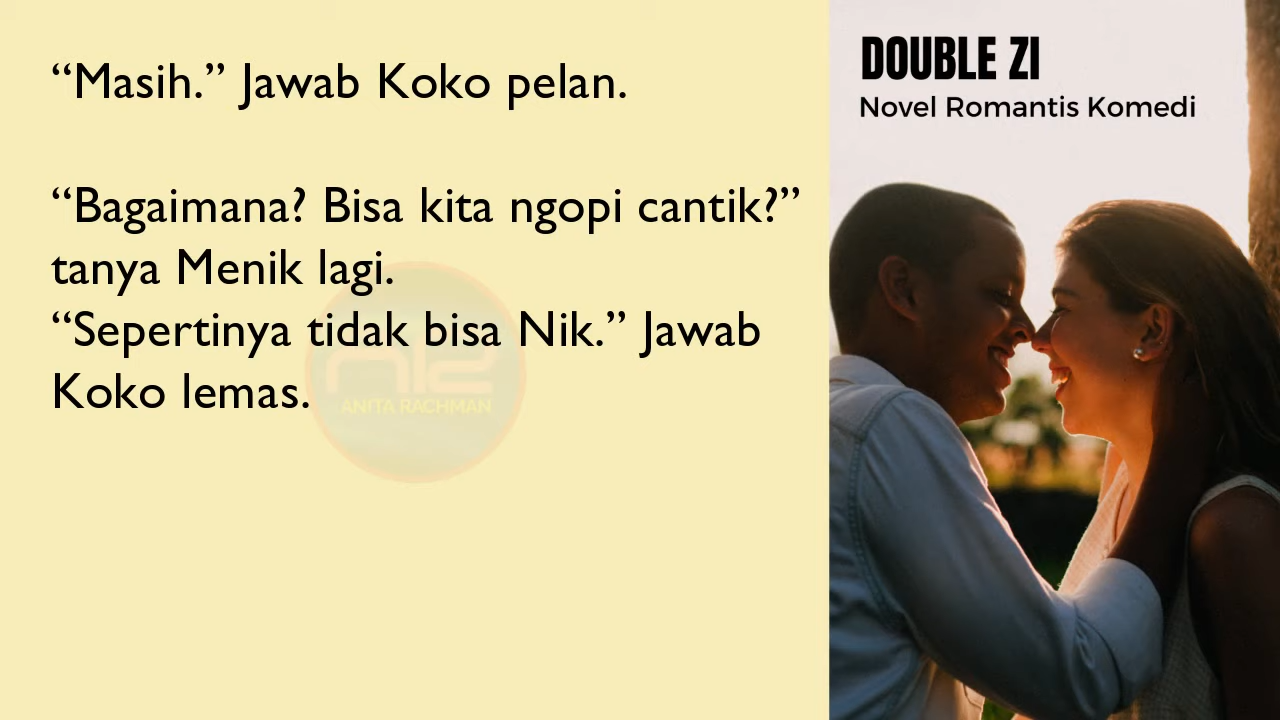 “Masih.” Jawab Koko pelan.
“Bagaimana? Bisa kita ngopi cantik?”
tanya Menik lagi.
“Sepertinya tidak bisa Nik.” Jawab
Koko lemas.
ANITA RACHMAN
DOUBLE ZI
Novel Romantis Komedi